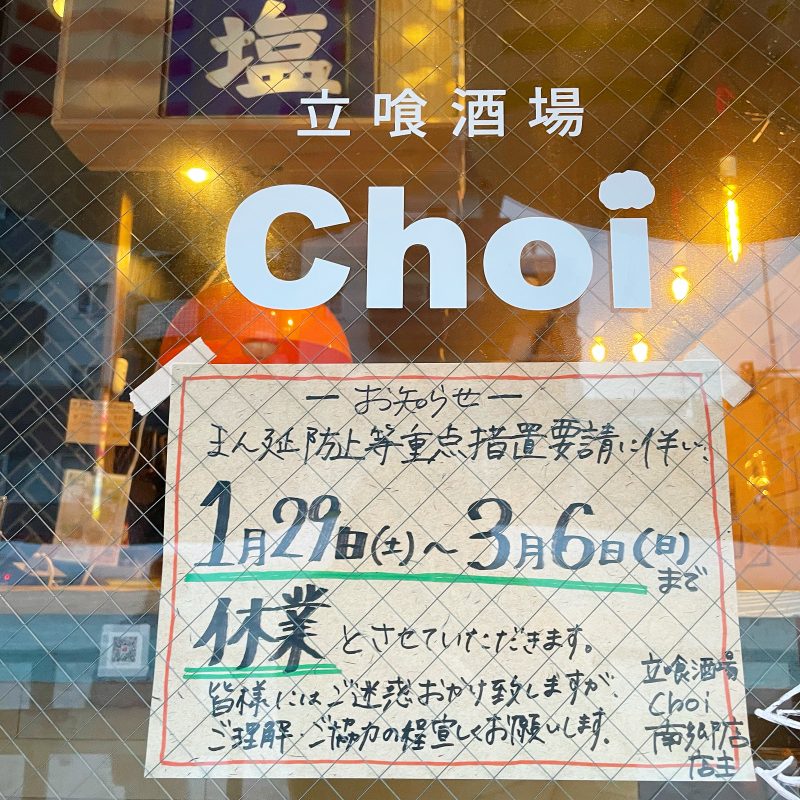 塩
立喰酒場
Choi
ーお知らせー
まん延防止等重点措置要請に伴い、
1月29日(土)～3月6日(日)
まで
休業とさせていただきます。
皆様にはご迷惑おかけ致しますが、
ご理解・ご協力の程宜しくお願いします。
立喰酒場
Choi
南郷店
店主